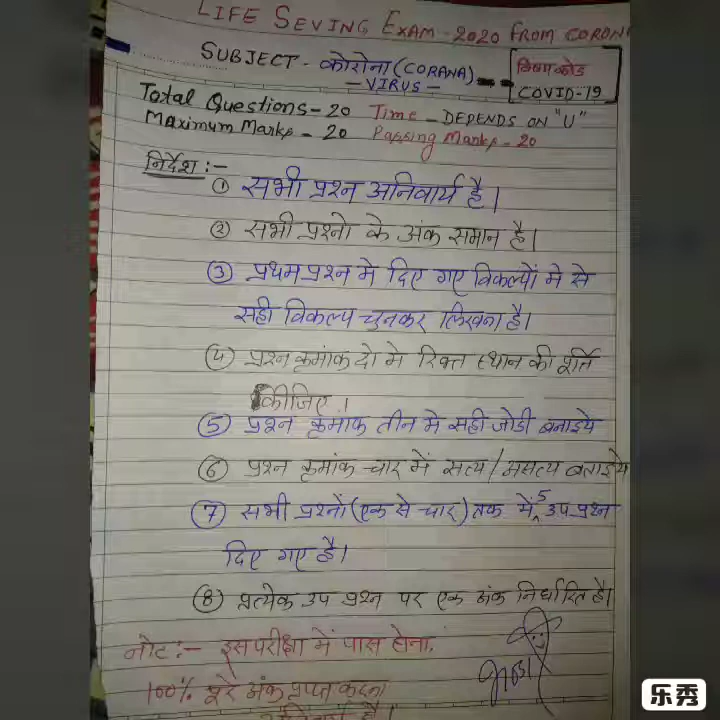 LIFE SEVING EXAM-2020 FROM CORON
SUBJECT - कोरोना (CORANA)
- VIRUS -
विषय कोड
COVID-19
Total Questions - 20 Time - DEPENDS ON "U"
Maximum Marks - 20 Passing Marks - 20
निर्देश :-
① सभी प्रश्न अनिवार्य है।
② सभी प्रश्नो के अंक समान है।
③ प्रथम प्रश्न मे दिए गए विकल्पों मे से
सही विकल्प चुनकर लिखना है।
④ प्रश्न क्रमांक दो मे रिक्त स्थान की पूर्ति
कीजिए।
⑤ प्रश्न क्रमांक तीन मे सही जोडी बनाइये
⑥ प्रश्न क्रमांक चार में सत्य/असत्य बताइये
⑦ सभी प्रश्नों (एक से चार) तक में 5 उप प्रश्न
दिए गए है।
⑧ प्रत्येक उप प्रश्न पर एक अंक निर्धारित है।
नोट :- इस परीक्षा में पास होना.
100% पूरे अंक प्राप्त करना
अनिवार्य है।
乐秀